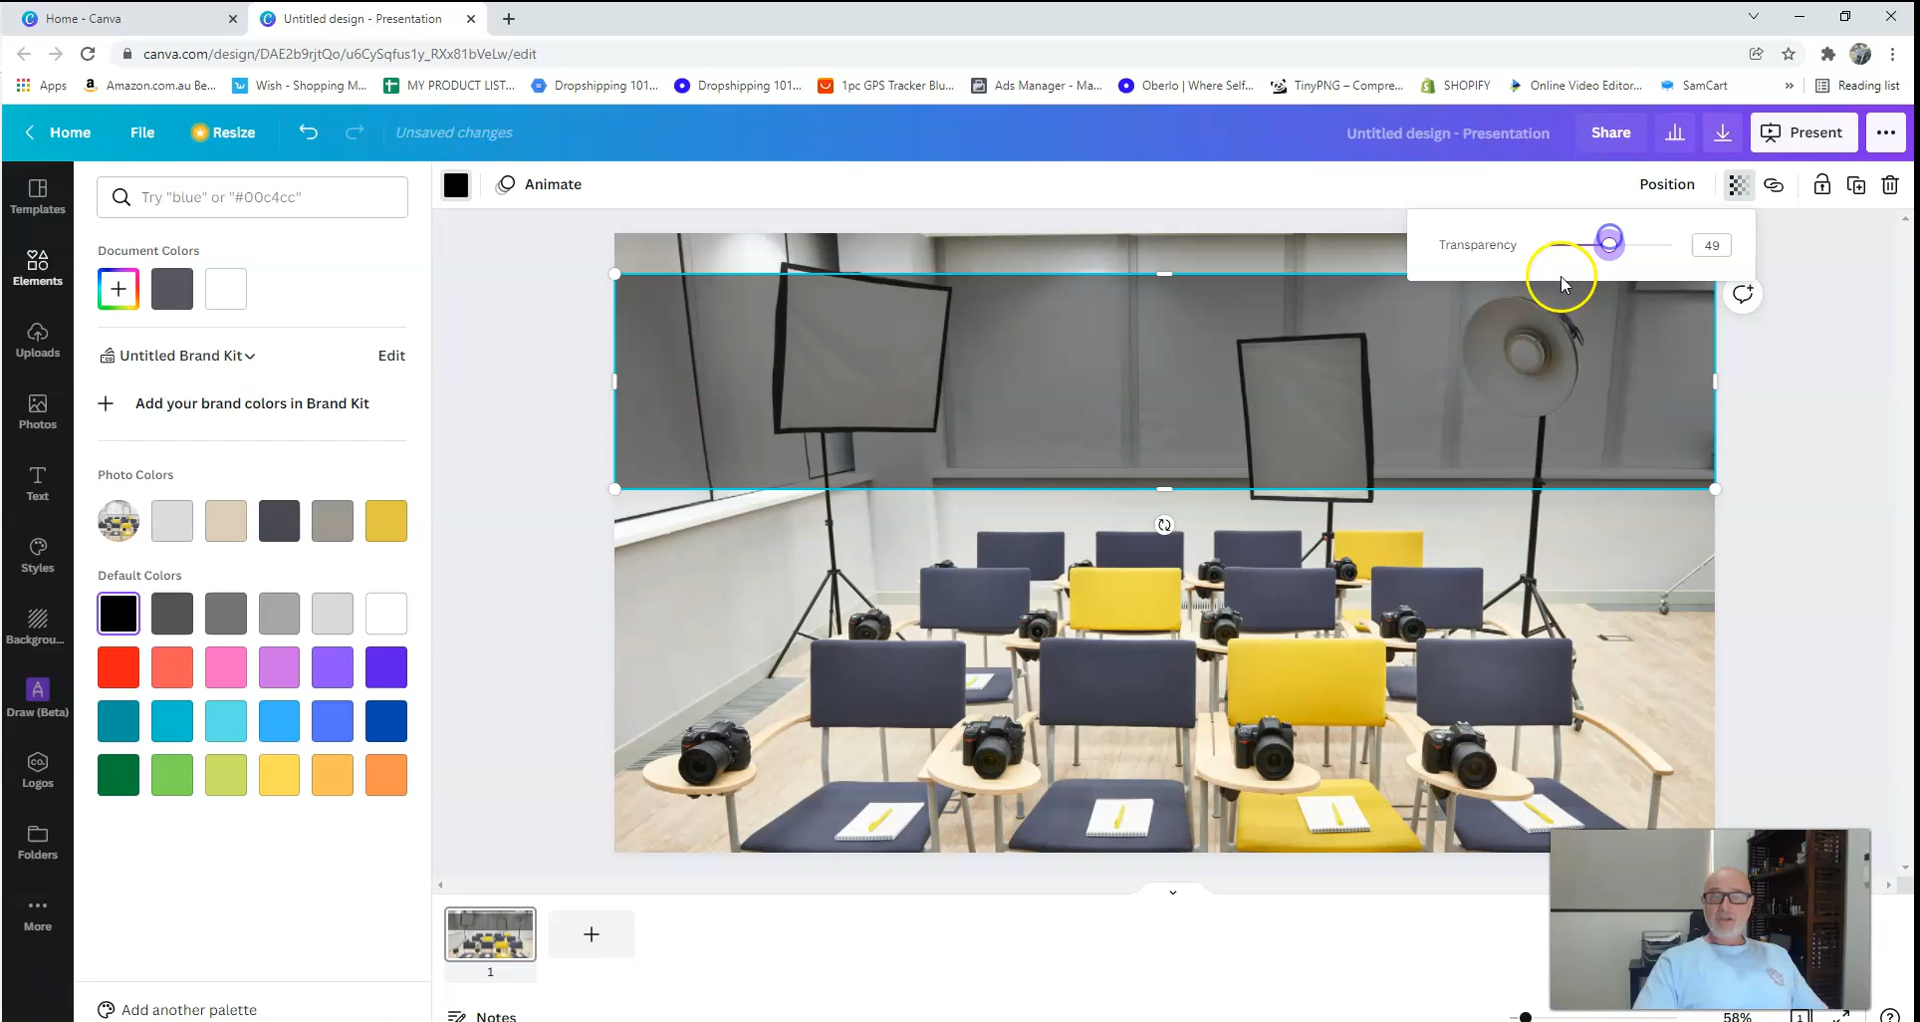 Home - Canva
Untitled design - Presentation
canva.com/design/DAE2b9rjtQo/u6CySqfus1y_RXx81bVeLw/edit
Apps
Amazon.com.au Be...
Wish - Shopping M...
MY PRODUCT LIST...
Dropshipping 101...
Dropshipping 101...
1pc GPS Tracker Blu...
Ads Manager - Ma...
Oberlo | Where Self...
TinyPNG – Compre...
SHOPIFY
Online Video Editor...
SamCart
»
Reading list
Home
File
Resize
Unsaved changes
Untitled design - Presentation
Share
Present
Templates
Elements
Uploads
Photos
Text
Styles
Backgrou...
Draw (Beta)
CO.
Logos
Folders
More
Try "blue" or "#00c4cc"
Document Colors
Untitled Brand Kit
Edit
Add your brand colors in Brand Kit
Photo Colors
Default Colors
Add another palette
Animate
Position
Transparency
49
1
Notes
58%
1